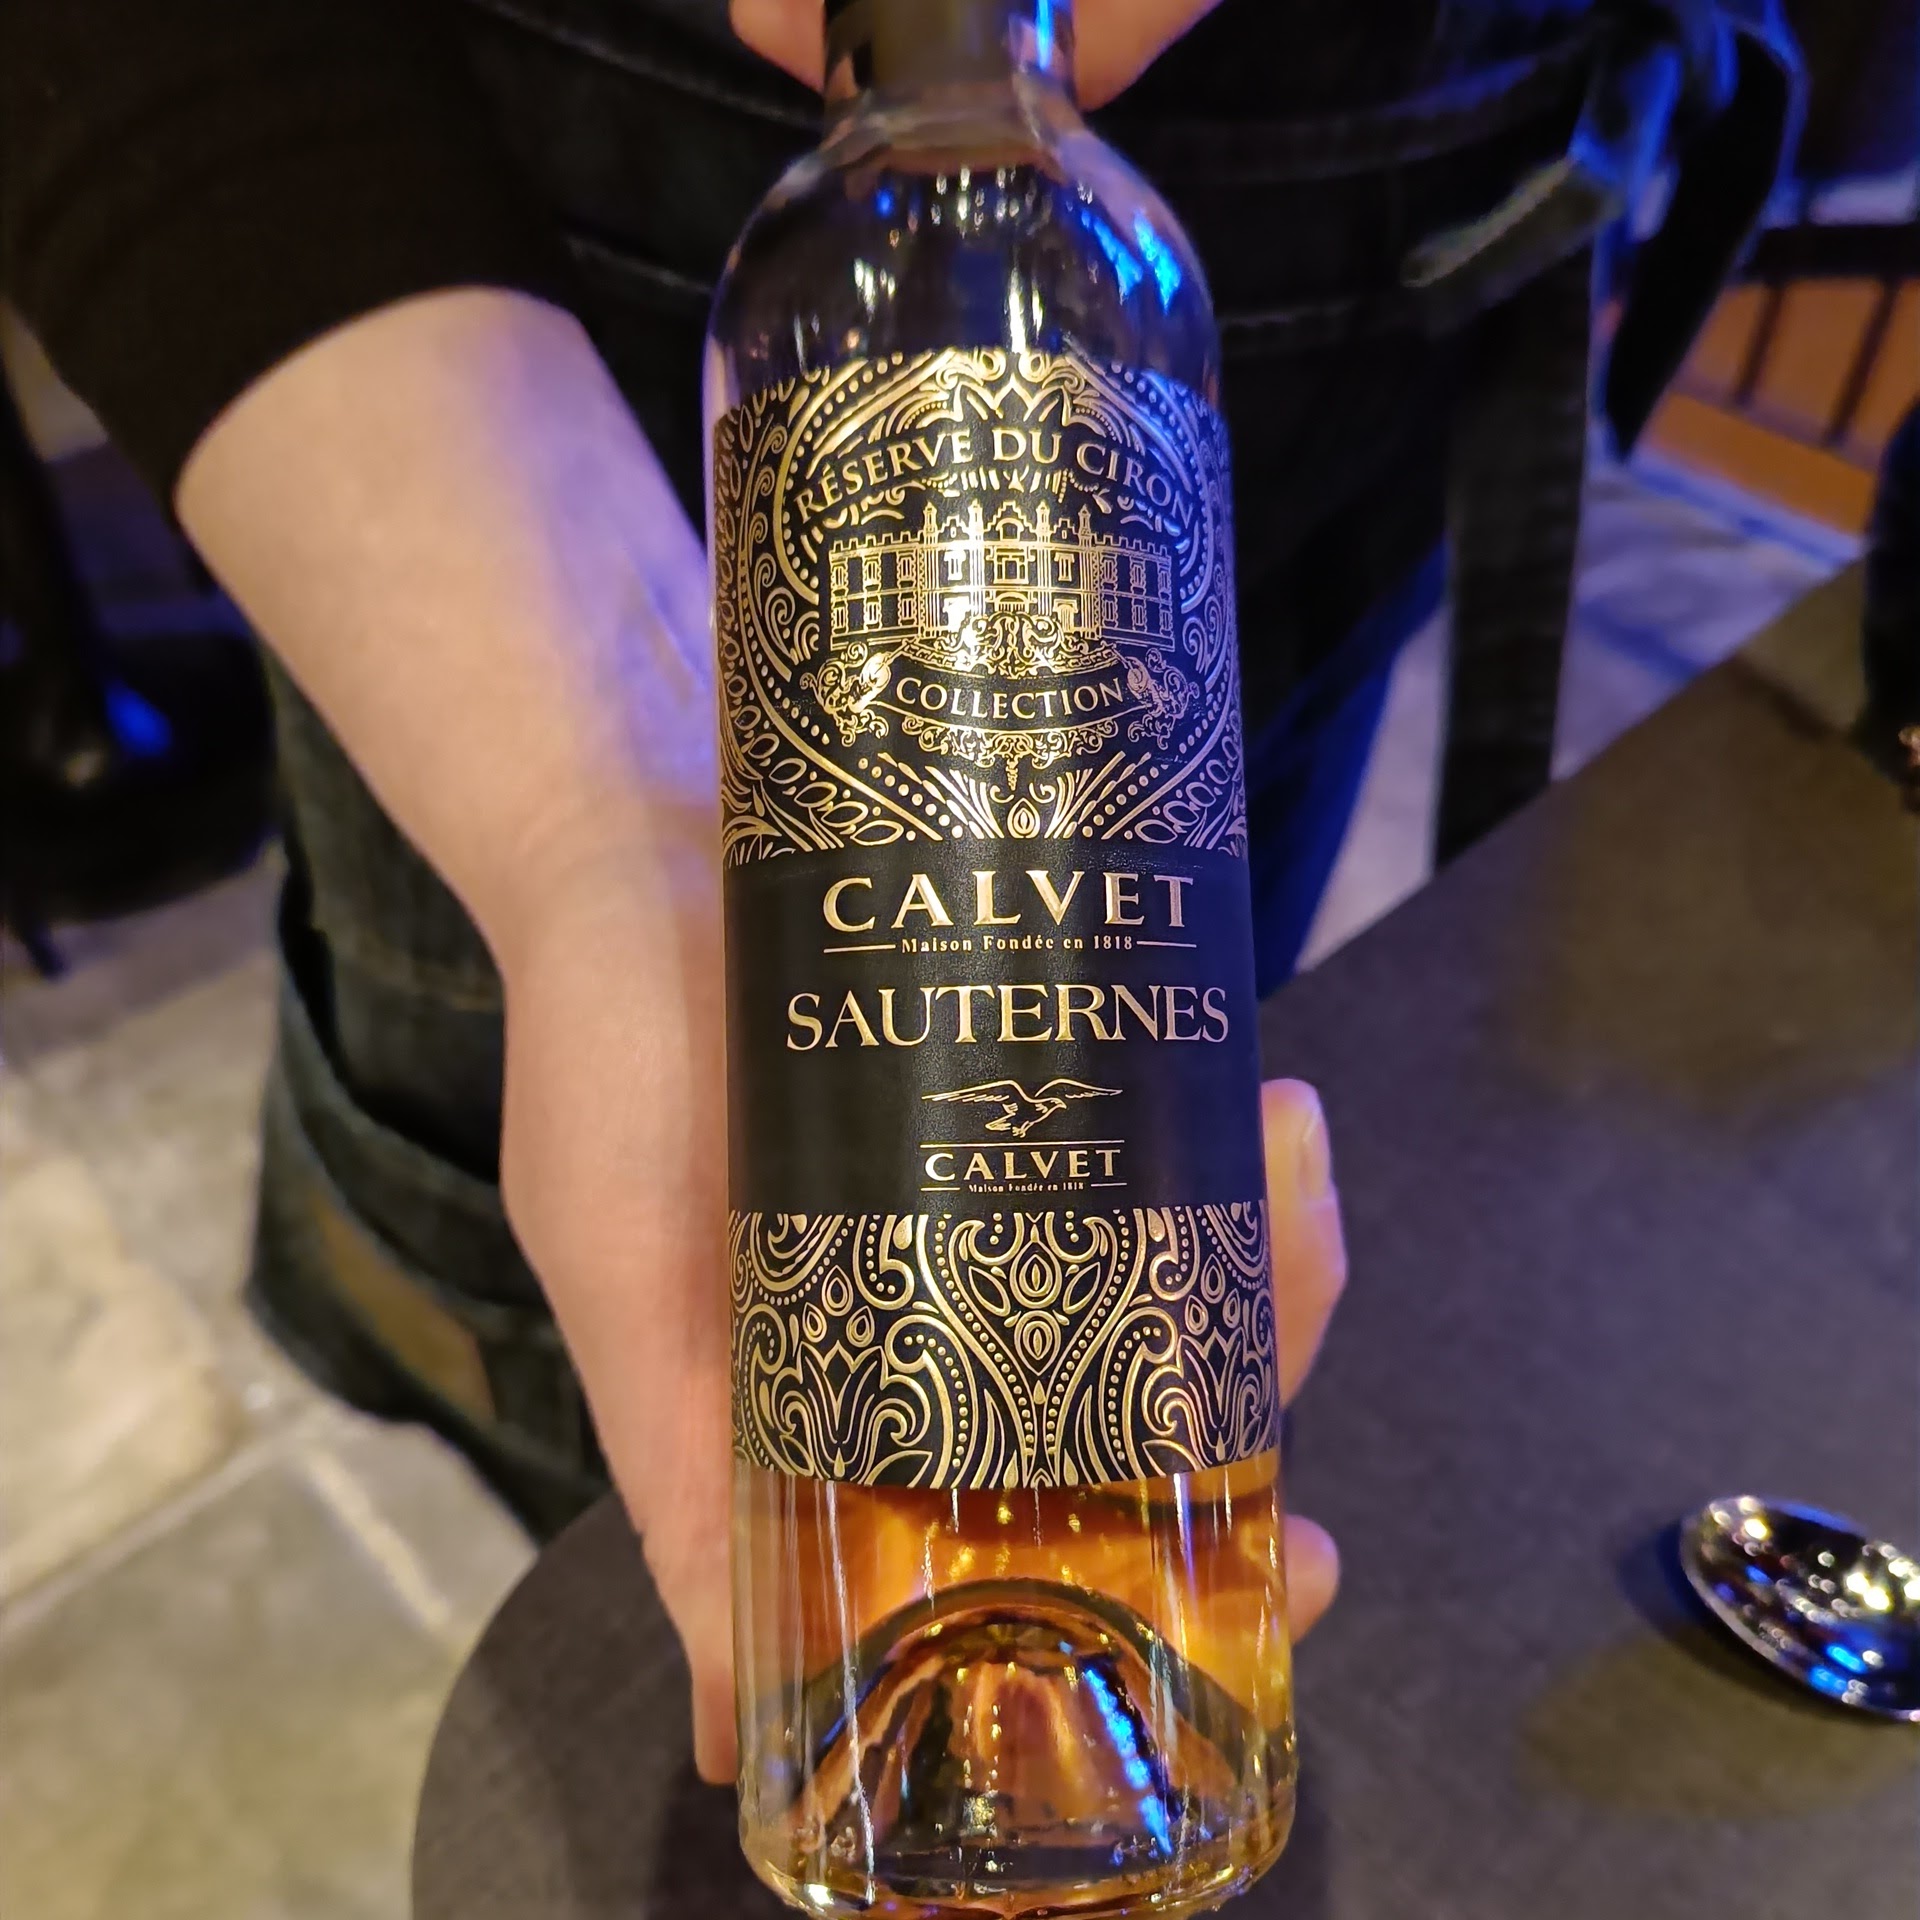 RÉSERVE DU CIRON
COLLECTION
CALVET
Maison Fondée en 1818
SAUTERNES
CALVET
Maison Fondée en 1818